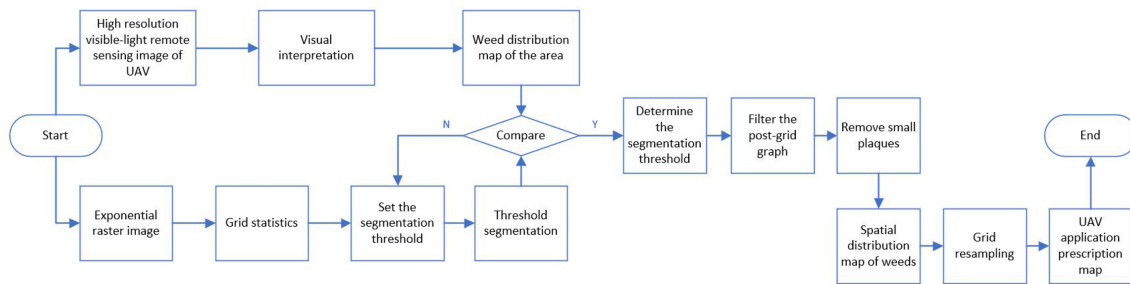 High resolution
visible-light remote
sensing image of
UAV
Visual
interpretation
Weed distribution
map of the area
Start
N
Compare
Y
Determine
the
segmentation
threshold
Filter the
post-grid
graph
Remove small
plaques
End
Exponential
raster image
Grid statistics
Set the
segmentation
threshold
Threshold
segmentation
Spatial
distribution
map of weeds
Grid
resampling
UAV
application
prescription
map